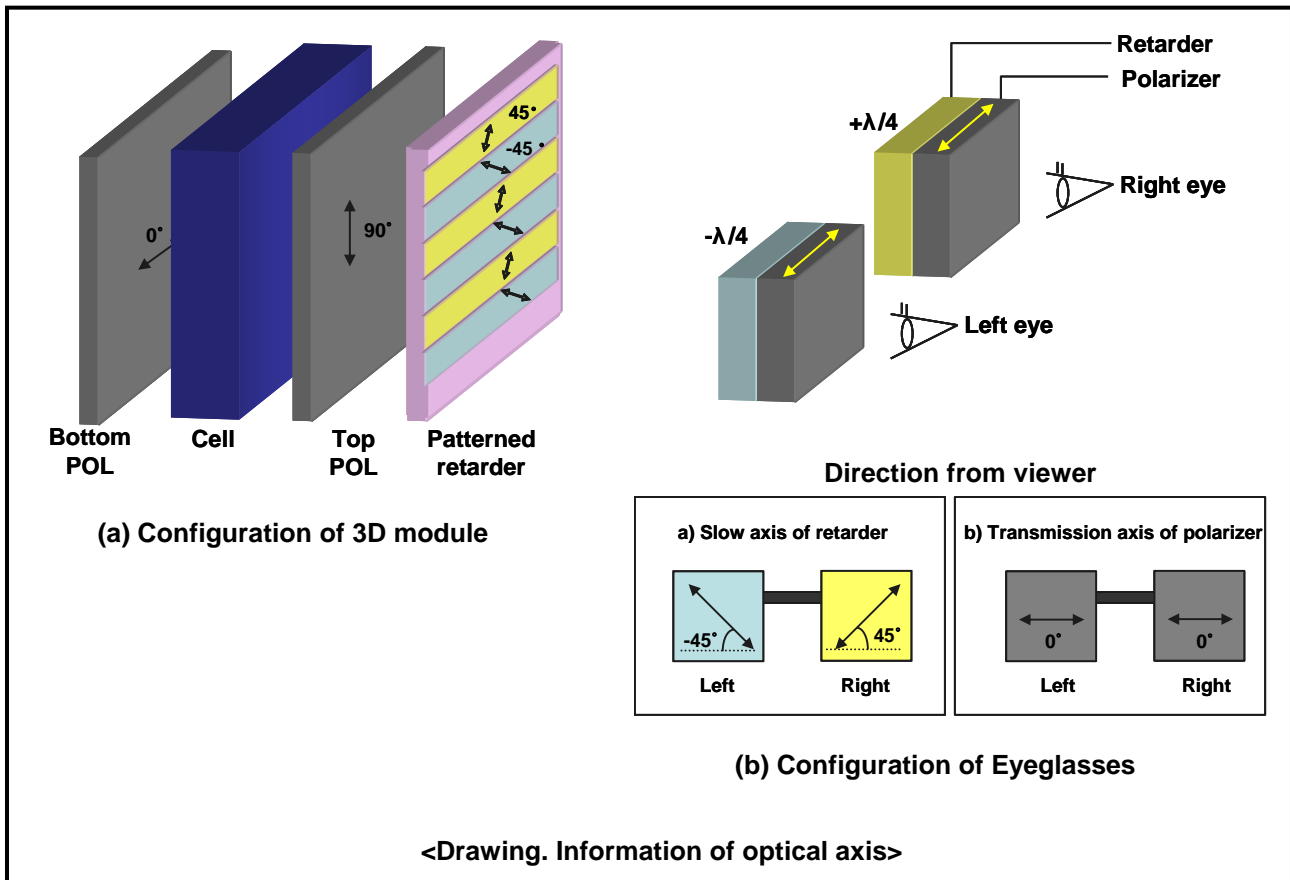 45°
-45 °
0°
90°
Bottom
POL
Cell
Top
POL
Patterned
retarder
(a) Configuration of 3D module
Retarder
Polarizer
+λ/4
Right eye
-λ/4
Left eye
Direction from viewer
a) Slow axis of retarder
-45°
45°
Left
Right
b) Transmission axis of polarizer
0°
0°
Left
Right
(b) Configuration of Eyeglasses
<Drawing. Information of optical axis>